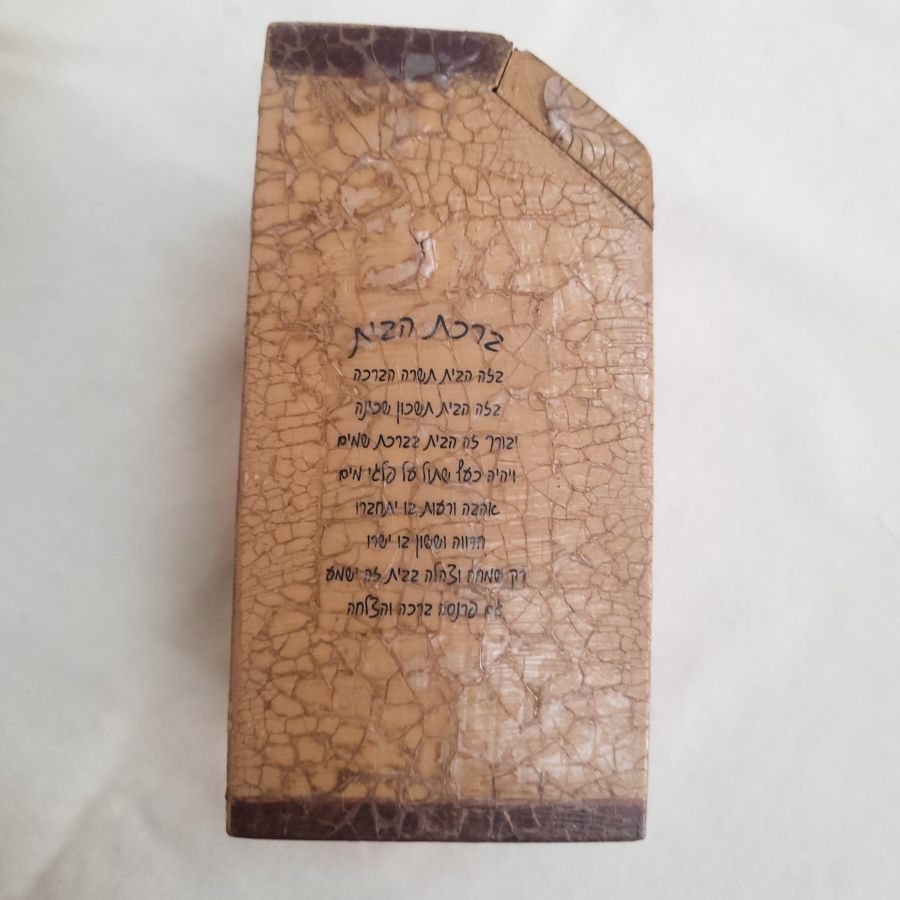 ברכת הבית
בזה הבית תשרה הברכה
בזה הבית תשכון שכינה
יבורך זה הבית בברכת שמים
ויהיה כעץ שתול על פלגי מים
אהבה ורעות בו יתחברו
חדווה וששון בו ישרו
רק שמחה וצהלה בבית זה ישמע
גם פרנסה ברכה והצלחה